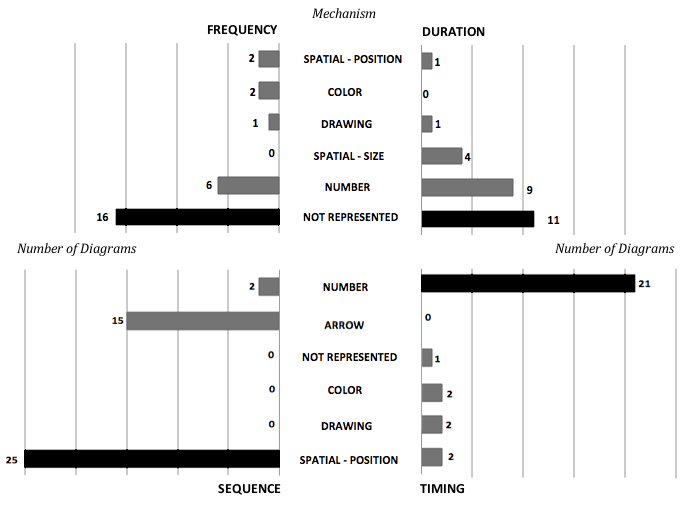 Mechanism
FREQUENCY DURATION
2 SPATIAL - POSITION 1
2 COLOR 0
1 DRAWING 1
0 SPATIAL - SIZE 4
6 NUMBER 9
16 NOT REPRESENTED 11
Number of Diagrams Number of Diagrams
2 NUMBER 21
15 ARROW 0
0 NOT REPRESENTED 1
0 COLOR 2
0 DRAWING 2
25 SPATIAL - POSITION 2
SEQUENCE TIMING